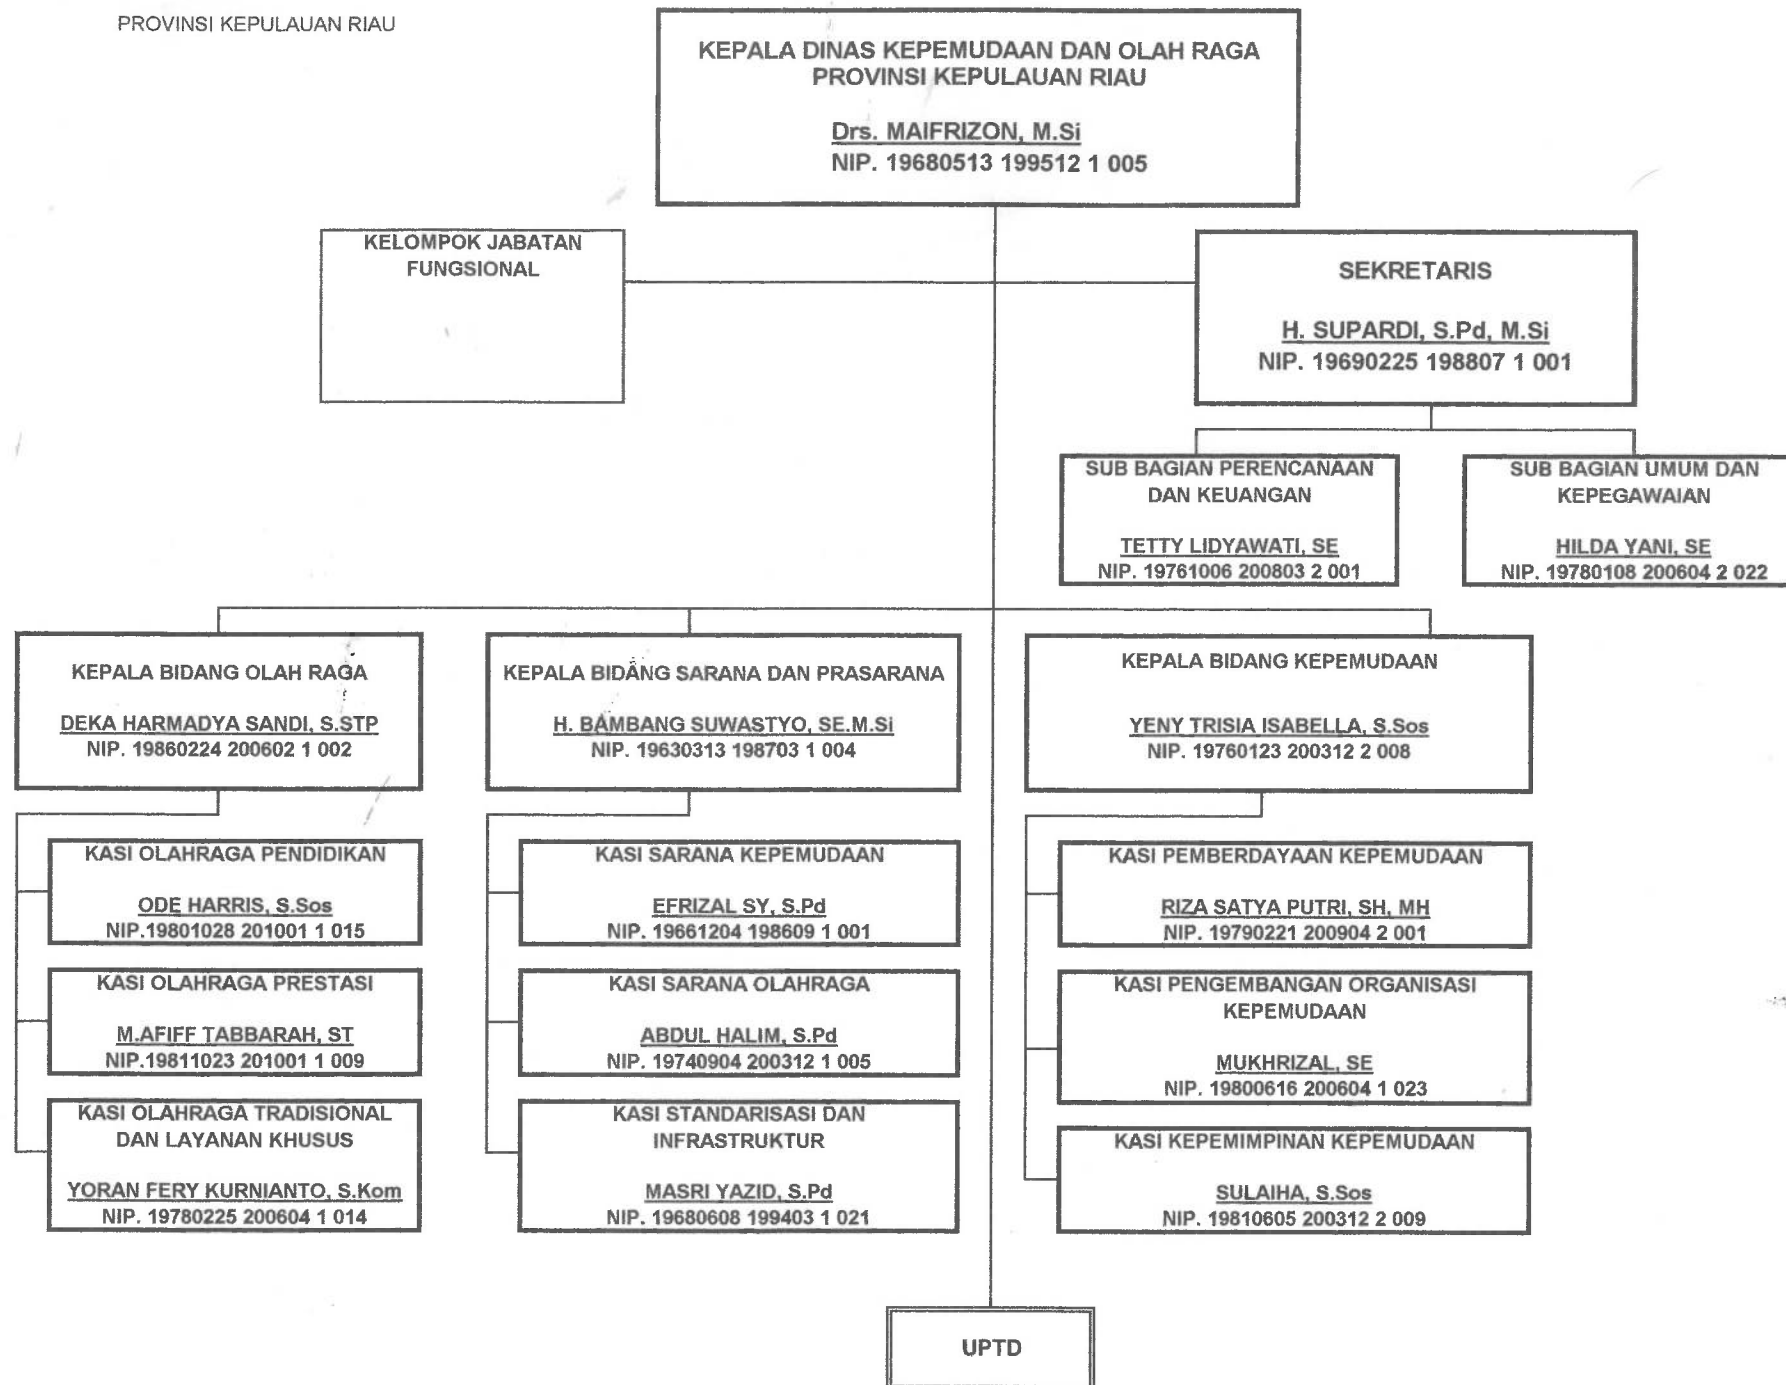 PROVINSI KEPULAUAN RIAU
KEPALA DINAS KEPEMUDAAN DAN OLAH RAGA
PROVINSI KEPULAUAN RIAU
Drs. MAIFRIZON, M.Si
NIP. 19680513 199512 1 005
KELOMPOK JABATAN
FUNGSIONAL
SEKRETARIS
H. SUPARDI, S.Pd, M.Si
NIP. 19690225 198807 1 001
SUB BAGIAN PERENCANAAN
DAN KEUANGAN
TETTY LIDYAWATI, SE
NIP. 19761006 200803 2 001
SUB BAGIAN UMUM DAN
KEPEGAWAIAN
HILDA YANI, SE
NIP. 19780108 200604 2 022
KEPALA BIDANG OLAH RAGA
DEKA HARMADYA SANDI, S.STP
NIP. 19860224 200602 1 002
KEPALA BIDANG SARANA DAN PRASARANA
H. BAMBANG SUWASTYO, SE.M.Si
NIP. 19630313 198703 1 004
KEPALA BIDANG KEPEMUDAAN
YENY TRISIA ISABELLA, S.Sos
NIP. 19760123 200312 2 008
KASI OLAHRAGA PENDIDIKAN
ODE HARRIS, S.Sos
NIP.19801028 201001 1 015
KASI OLAHRAGA PRESTASI
M.AFIFF TABBARAH, ST
NIP.19811023 201001 1 009
KASI OLAHRAGA TRADISIONAL
DAN LAYANAN KHUSUS
YORAN FERY KURNIANTO, S.Kom
NIP. 19780225 200604 1 014
KASI SARANA KEPEMUDAAN
EFRIZAL SY, S.Pd
NIP. 19661204 198609 1 001
KASI SARANA OLAHRAGA
ABDUL HALIM, S.Pd
NIP. 19740904 200312 1 005
KASI STANDARISASI DAN
INFRASTRUKTUR
MASRI YAZID, S.Pd
NIP. 19680608 199403 1 021
KASI PEMBERDAYAAN KEPEMUDAAN
RIZA SATYA PUTRI, SH, MH
NIP. 19790221 200904 2 001
KASI PENGEMBANGAN ORGANISASI
KEPEMUDAAN
MUKHRIZAL, SE
NIP. 19800616 200604 1 023
KASI KEPEMIMPINAN KEPEMUDAAN
SULAIHA, S.Sos
NIP. 19810605 200312 2 009
UPTD